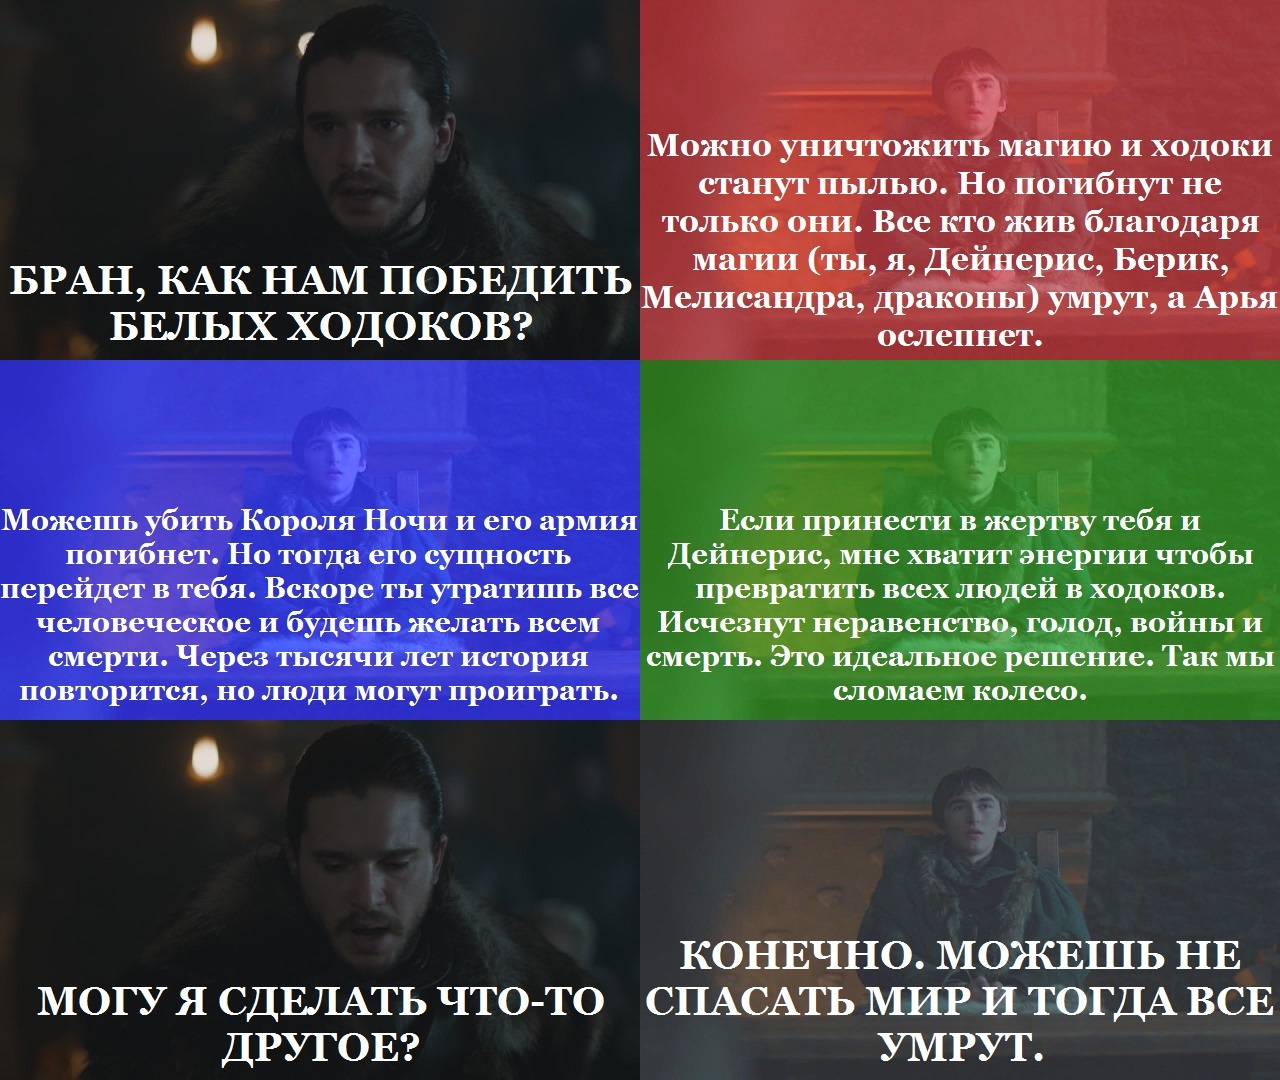 БРАН, КАК НАМ ПОБЕДИТЬ
БЕЛЫХ ХОДОКОВ?
Можно уничтожить магию и ходоки
станут пылью. Но погибнут не
только они. Все кто жив благодаря
магии (ты, я, Дейнерис, Берик,
Мелисандра, драконы) умрут, а Арья
ослепнет.
Можешь убить Короля Ночи и его армия
погибнет. Но тогда его сущность
перейдет в тебя. Вскоре ты утратишь все
человеческое и будешь желать всем
смерти. Через тысячи лет история
повторится, но люди могут проиграть.
Если принести в жертву тебя и
Дейнерис, мне хватит энергии чтобы
превратить всех людей в ходоков.
Исчезнут неравенство, голод, войны и
смерть. Это идеальное решение. Так мы
сломаем колесо.
МОГУ Я СДЕЛАТЬ ЧТО-ТО
ДРУГОЕ?
КОНЕЧНО. МОЖЕШЬ НЕ
СПАСАТЬ МИР И ТОГДА ВСЕ
УМРУТ.